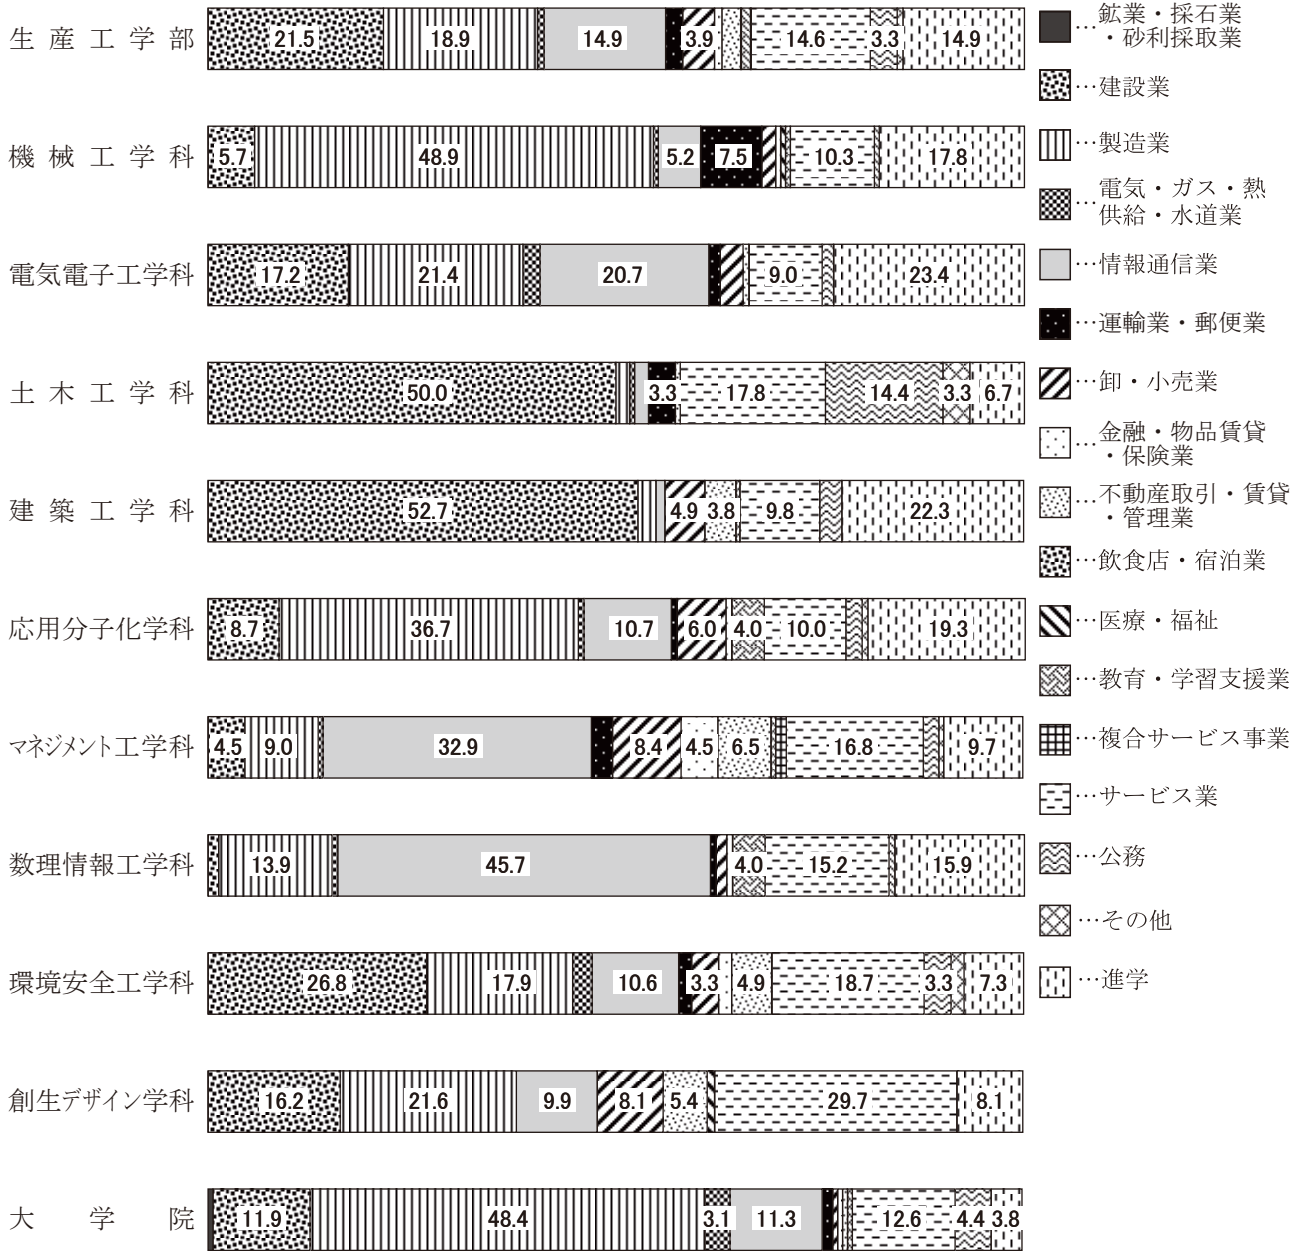 生産工学部
21.5
18.9
14.9
3.9
14.6
3.3
14.9
機械工学科
5.7
48.9
5.2
7.5
10.3
17.8
電気電子工学科
17.2
21.4
20.7
9.0
23.4
土木工学科
50.0
3.3
17.8
14.4
3.3
6.7
建築工学科
52.7
4.9
3.8
9.8
22.3
応用分子化学科
8.7
36.7
10.7
6.0
4.0
10.0
19.3
マネジメント工学科
4.5
9.0
32.9
8.4
4.5
6.5
16.8
9.7
数理情報工学科
13.9
45.7
4.0
15.2
15.9
環境安全工学科
26.8
17.9
10.6
3.3
4.9
18.7
3.3
7.3
創生デザイン学科
16.2
21.6
9.9
8.1
5.4
29.7
8.1
大学院
11.9
48.4
3.1
11.3
12.6
4.4
3.8
…鉱業・採石業
・砂利採取業
…建設業
…製造業
…電気・ガス・熱
供給・水道業
…情報通信業
…運輸業・郵便業
…卸・小売業
…金融・物品賃貸
・保険業
…不動産取引・賃貸
・管理業
…飲食店・宿泊業
…医療・福祉
…教育・学習支援業
…複合サービス事業
…サービス業
…公務
…その他
…進学